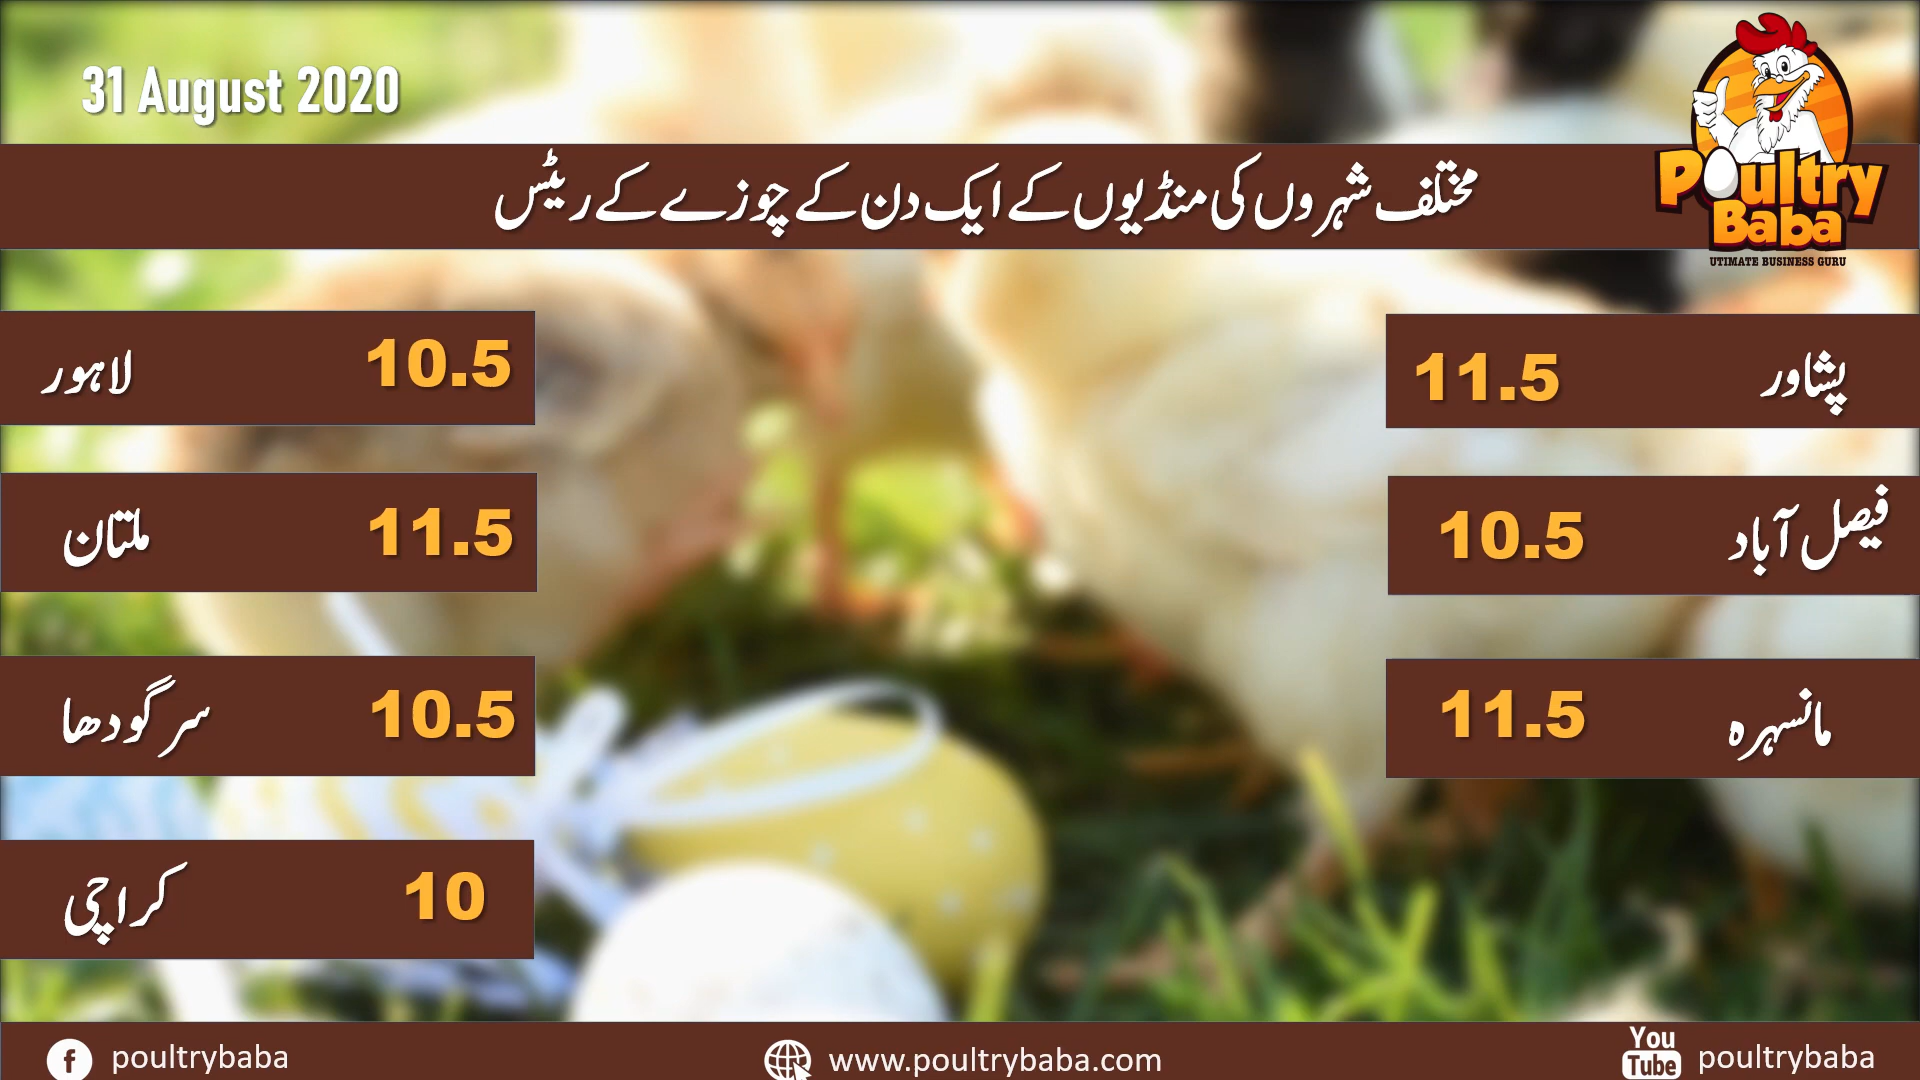 31 August 2020
Poultry
Baba
UTIMATE BUSINESS GURU
مختلف شہروں کی منڈیوں کے ایک دن کے چوزے کے ریٹس
لاہور 10.5
پشاور 11.5
ملتان 11.5
فیصل آباد 10.5
سرگودھا 10.5
مانسہرہ 11.5
کراچی 10
poultrybaba
www.poultrybaba.com
You
Tube
poultrybaba